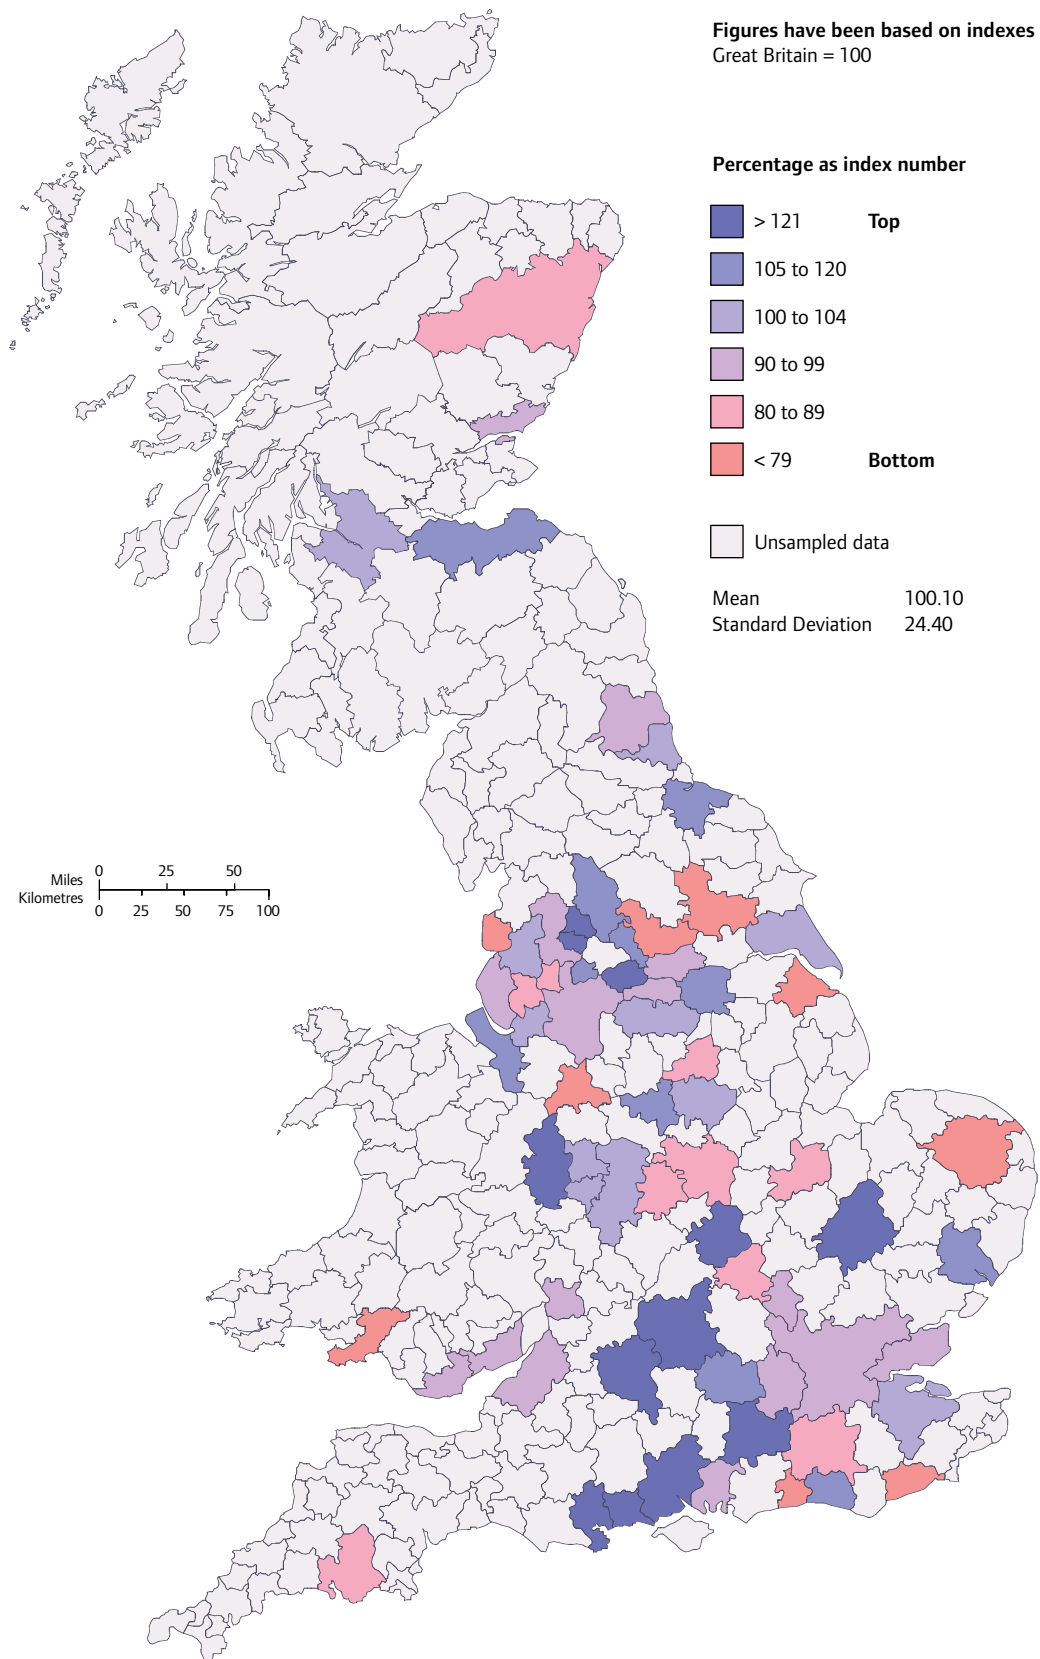 Figures have been based on indexes
Great Britain = 100
Percentage as index number
> 121 Top
105 to 120
100 to 104
90 to 99
80 to 89
< 79 Bottom
Unsampled data
Mean 100.10
Standard Deviation 24.40
Miles 0 25 50
Kilometres
0 25 50 75 100